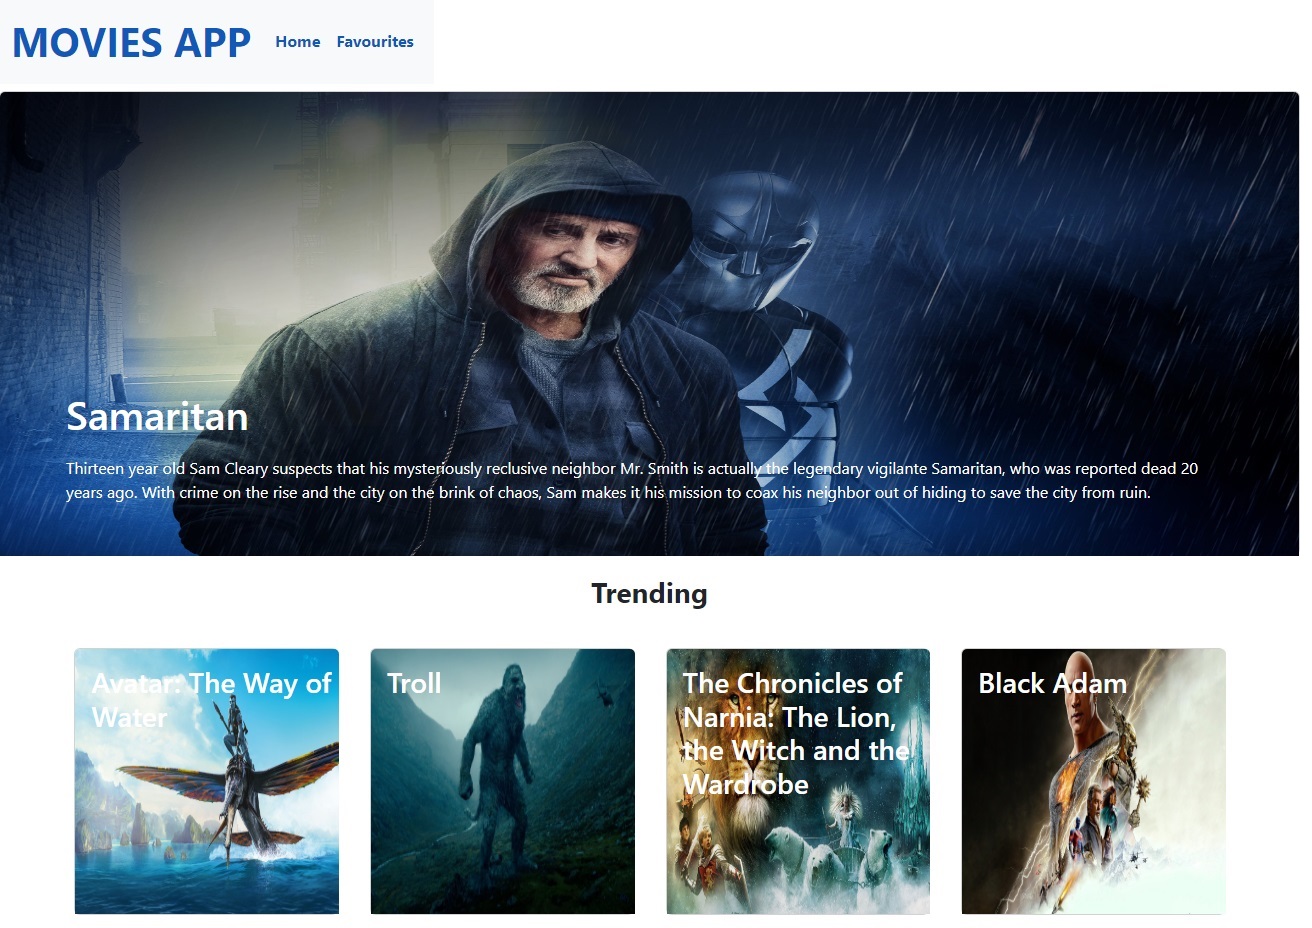 MOVIES APP Home Favourites
Samaritan
Thirteen year old Sam Cleary suspects that his mysteriously reclusive neighbor Mr. Smith is actually the legendary vigilante Samaritan, who was reported dead 20
years ago. With crime on the rise and the city on the brink of chaos, Sam makes it his mission to coax his neighbor out of hiding to save the city from ruin.
Trending
Avatar: The Way of
Water
Troll
The Chronicles of
Narnia: The Lion,
the Witch and the
Wardrobe
Black Adam